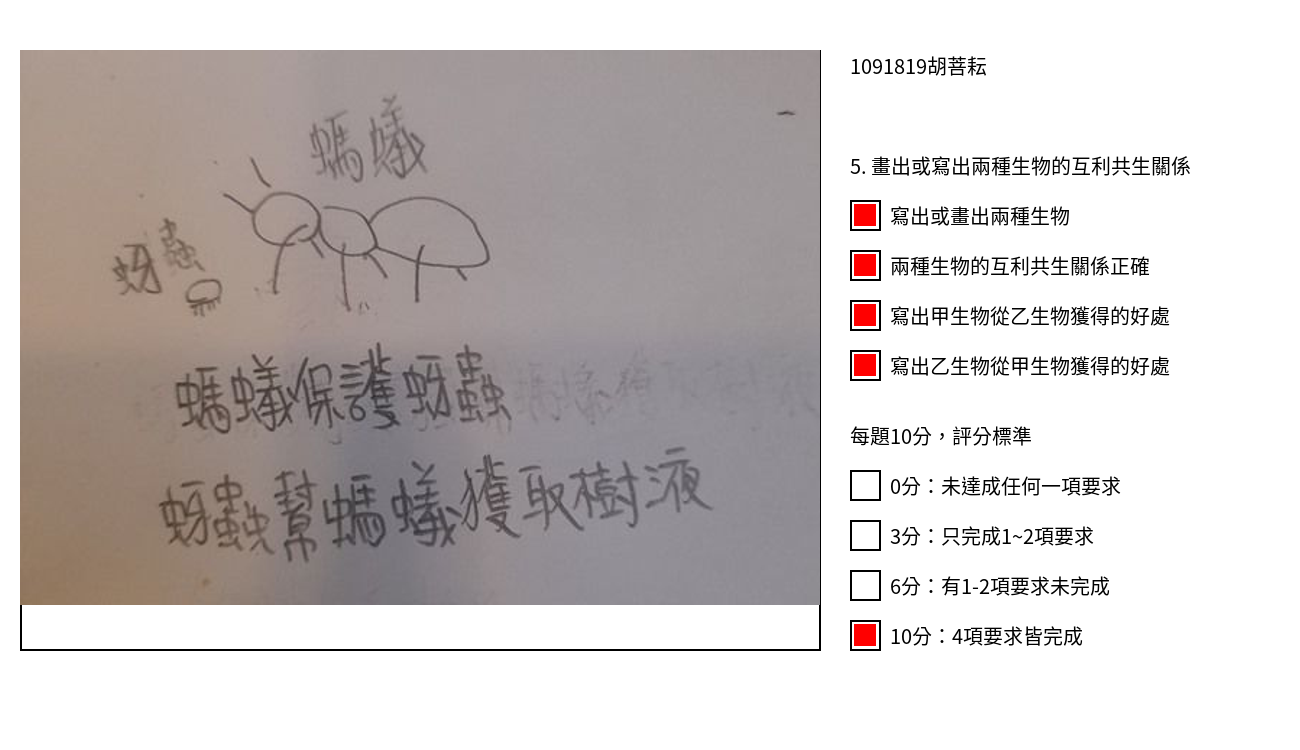 螞蟻
蚜蟲
螞蟻保護蚜蟲
蚜蟲幫螞蟻獲取樹液
1091819胡菩耘
5. 畫出或寫出兩種生物的互利共生關係
寫出或畫出兩種生物
兩種生物的互利共生關係正確
寫出甲生物從乙生物獲得的好處
寫出乙生物從甲生物獲得的好處
每題10分，評分標準
0分：未達成任何一項要求
3分：只完成1~2項要求
6分：有1-2項要求未完成
10分：4項要求皆完成